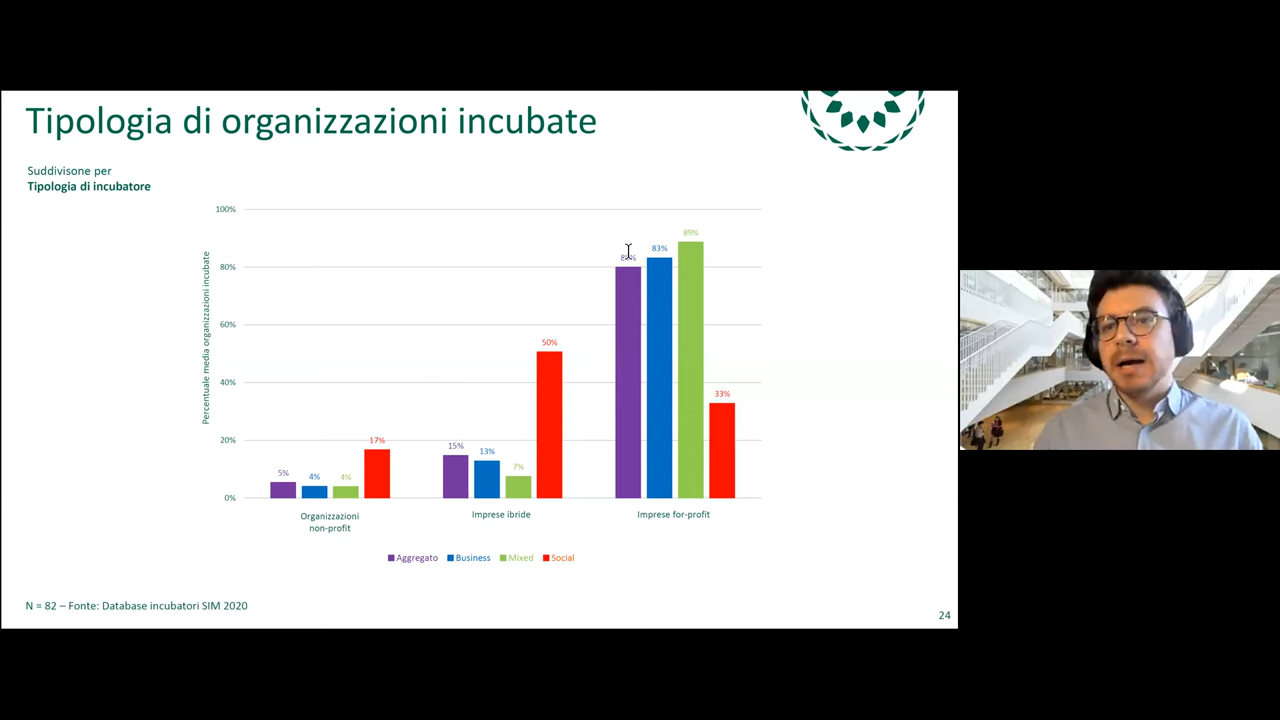 Tipologia di organizzazioni incubate
Suddivisone per
Tipologia di incubatore
Percentuale media organizzazioni incubate
100%
80%
60%
40%
20%
0%
5%
4%
4%
17%
15%
13%
7%
50%
83%
89%
33%
Organizzazioni
non-profit
Imprese ibride
Imprese for-profit
Aggregato Business Mixed Social
N = 82 – Fonte: Database incubatori SIM 2020
24